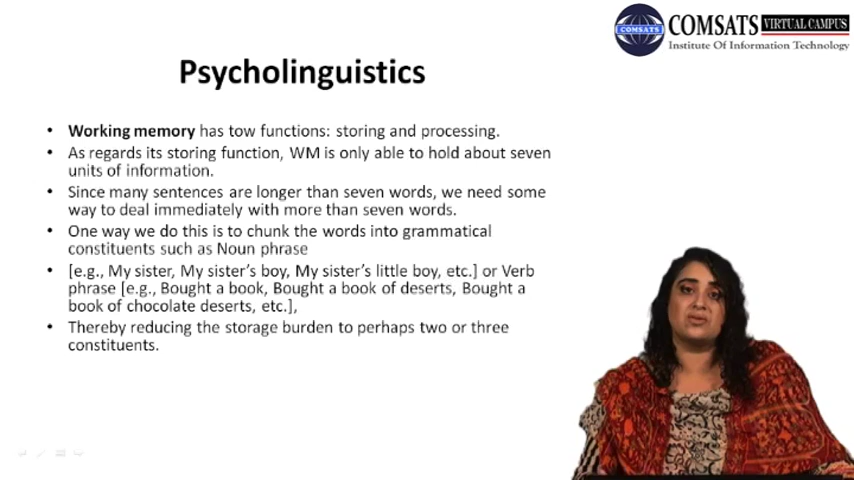 COMSATS
COMSATS VIRTUAL CAMPUS
Institute Of Information Technology
Psycholinguistics
• Working memory has tow functions: storing and processing.
• As regards its storing function, WM is only able to hold about seven
units of information.
• Since many sentences are longer than seven words, we need some
way to deal immediately with more than seven words.
• One way we do this is to chunk the words into grammatical
constituents such as Noun phrase
• [e.g., My sister, My sister’s boy, My sister’s little boy, etc.] or Verb
phrase [e.g., Bought a book, Bought a book of deserts, Bought a
book of chocolate deserts, etc.],
• Thereby reducing the storage burden to perhaps two or three
constituents.